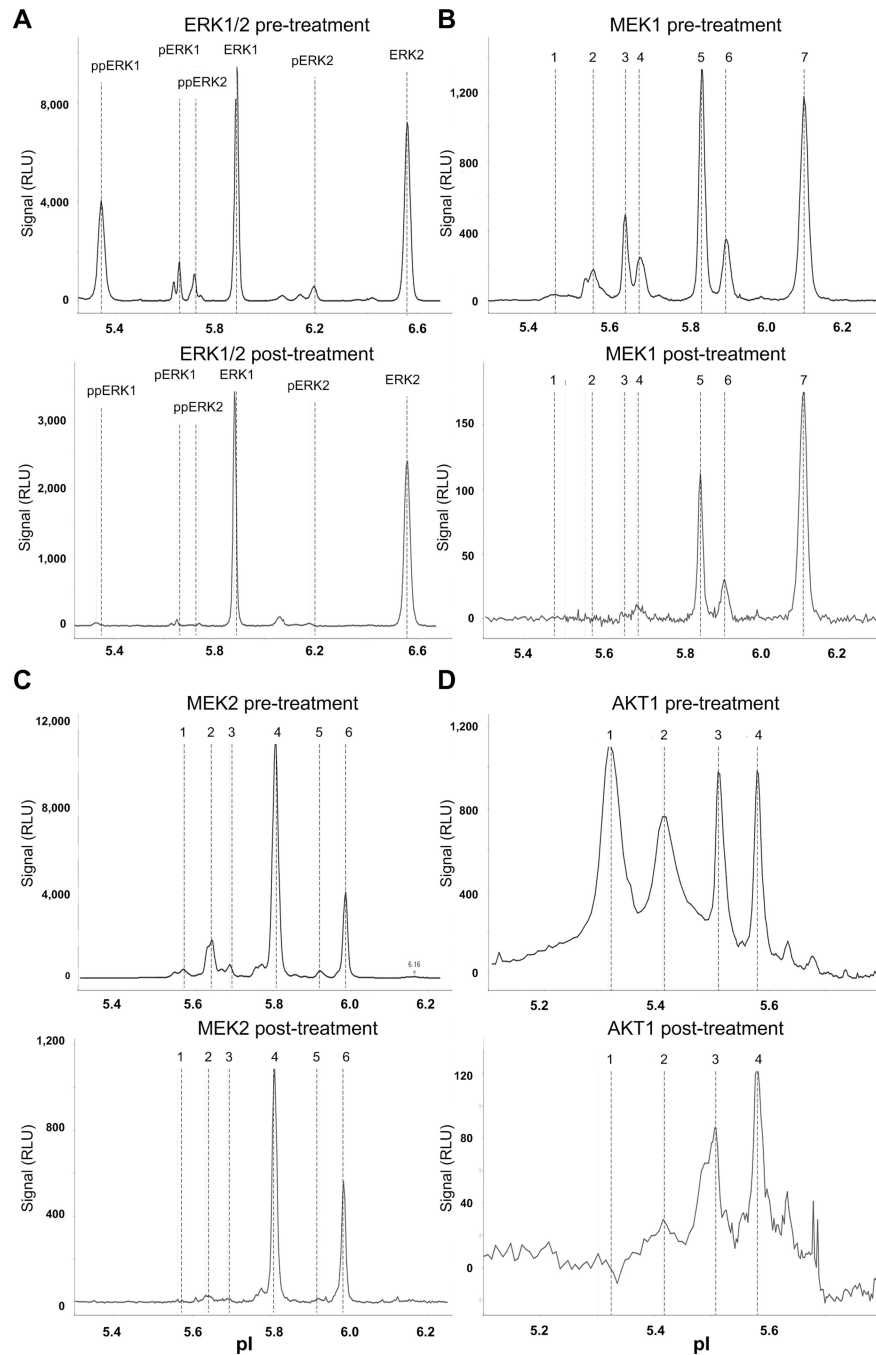 A
ERK1/2 pre-treatment
ppERK1
pERK1
ppERK2
ERK1
pERK2
ERK2
Signal (RLU)
8,000
4,000
0
5.4 5.8 6.2 6.6
ERK1/2 post-treatment
ppERK1
pERK1
ppERK2
ERK1
pERK2
ERK2
Signal (RLU)
3,000
2,000
1,000
0
5.4 5.8 6.2 6.6
B
MEK1 pre-treatment
1 2 3 4 5 6 7
Signal (RLU)
1,200
800
400
0
5.4 5.6 5.8 6.0 6.2
MEK1 post-treatment
1 2 3 4 5 6 7
Signal (RLU)
150
100
50
0
5.4 5.6 5.8 6.0 6.2
C
MEK2 pre-treatment
1 2 3 4 5 6
Signal (RLU)
12,000
8,000
4,000
0
6.16
5.4 5.6 5.8 6.0 6.2
MEK2 post-treatment
1 2 3 4 5 6
Signal (RLU)
1,200
800
400
0
5.4 5.6 5.8 6.0 6.2
pI
D
AKT1 pre-treatment
1 2 3 4
Signal (RLU)
1,200
800
400
0
5.2 5.4 5.6
AKT1 post-treatment
1 2 3 4
Signal (RLU)
120
80
40
0
5.2 5.4 5.6
pI